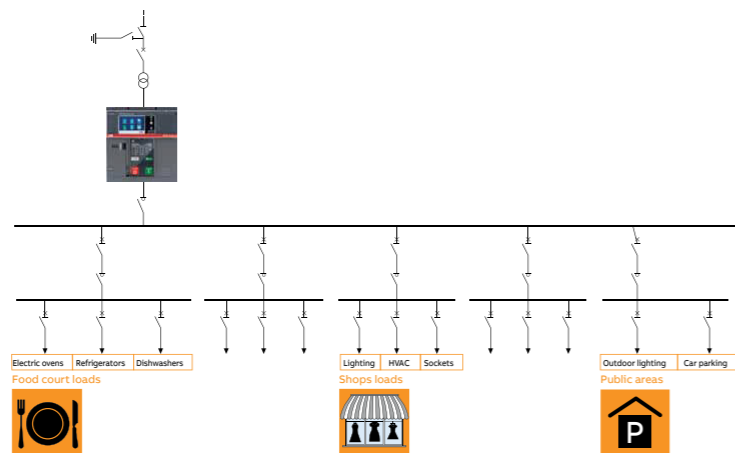 Electric ovens Refrigerators Dishwashers Lighting HVAC Sockets Outdoor lighting Car parking
Food court loads Shops loads Public areas
P